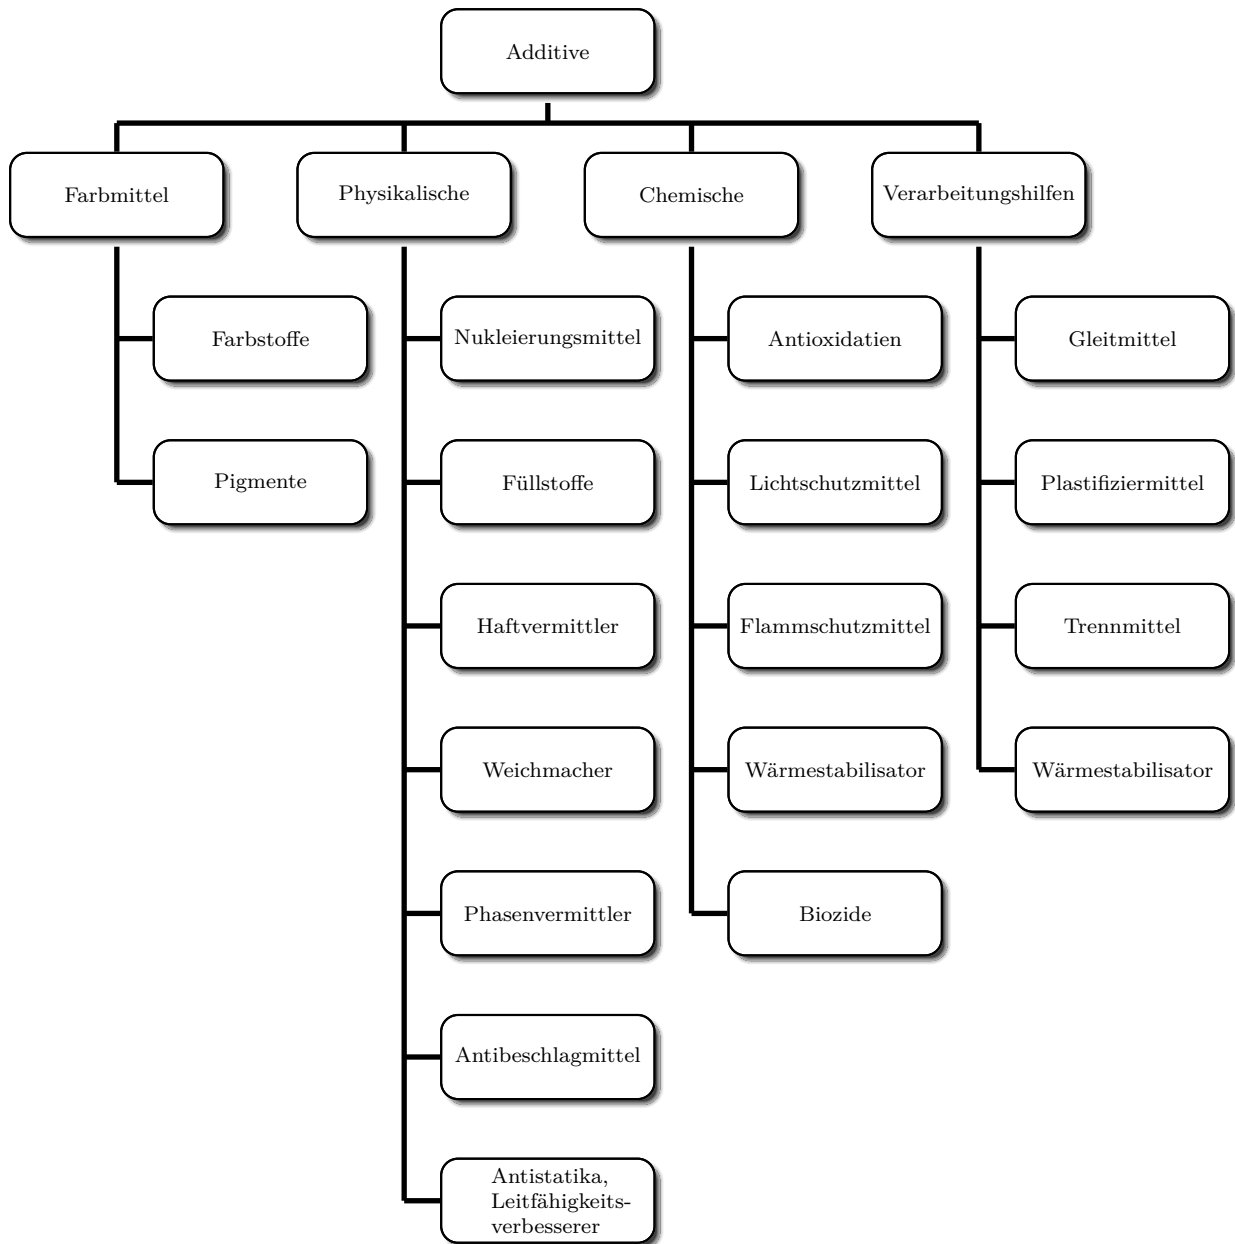 Additive
Farbmittel
Physikalische
Chemische
Verarbeitungshilfen
Farbstoffe
Nukleierungsmittel
Antioxidatien
Gleitmittel
Pigmente
Füllstoffe
Lichtschutzmittel
Plastifiziermittel
Haftvermittler
Flammschutzmittel
Trennmittel
Weichmacher
Wärmestabilisator
Wärmestabilisator
Phasenvermittler
Biozide
Antibeschlagmittel
Antistatika,
Leitfähigkeits-
verbesserer